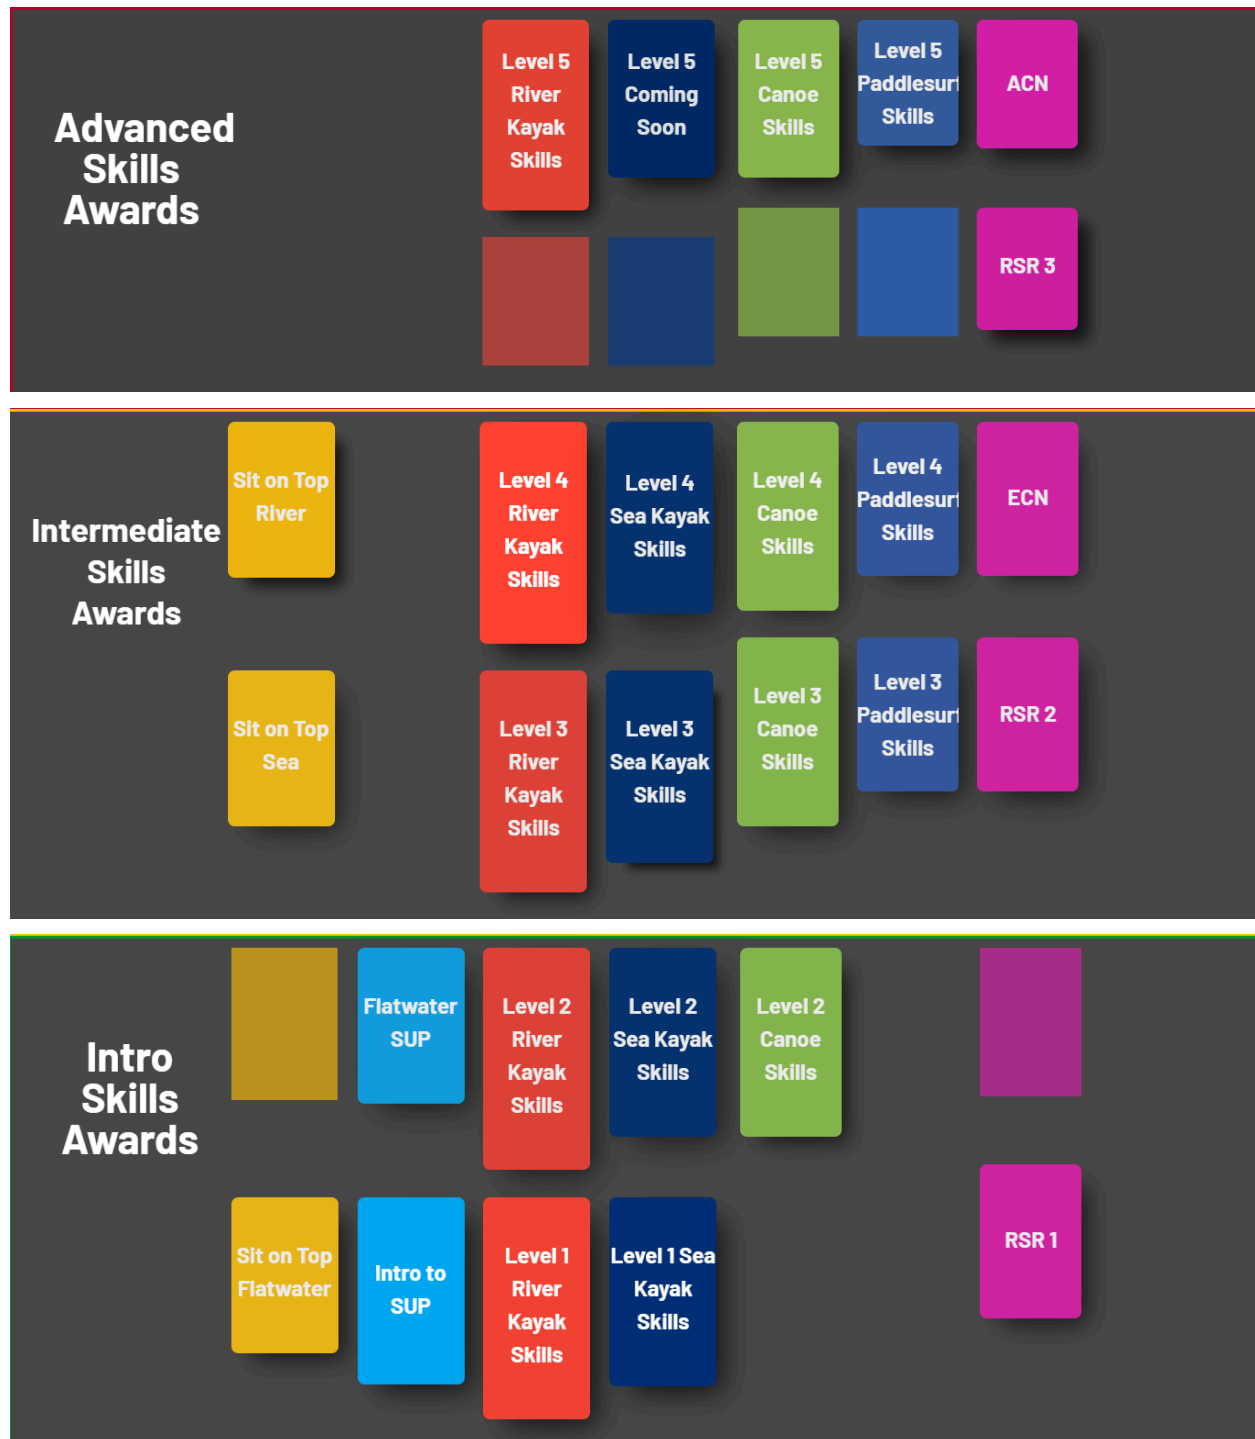 Advanced
Skills
Awards
Level 5
River
Kayak
Skills
Level 5
Coming
Soon
Level 5
Canoe
Skills
Level 5
Paddlesurf
Skills
ACN
RSR 3
Intermediate
Skills
Awards
Sit on Top
River
Level 4
River
Kayak
Skills
Level 4
Sea Kayak
Skills
Level 4
Canoe
Skills
Level 4
Paddlesurf
Skills
ECN
Sit on Top
Sea
Level 3
River
Kayak
Skills
Level 3
Sea Kayak
Skills
Level 3
Canoe
Skills
Level 3
Paddlesurf
Skills
RSR 2
Intro
Skills
Awards
Flatwater
SUP
Level 2
River
Kayak
Skills
Level 2
Sea Kayak
Skills
Level 2
Canoe
Skills
Sit on Top
Flatwater
Intro to
SUP
Level 1
River
Kayak
Skills
Level 1 Sea
Kayak
Skills
RSR 1